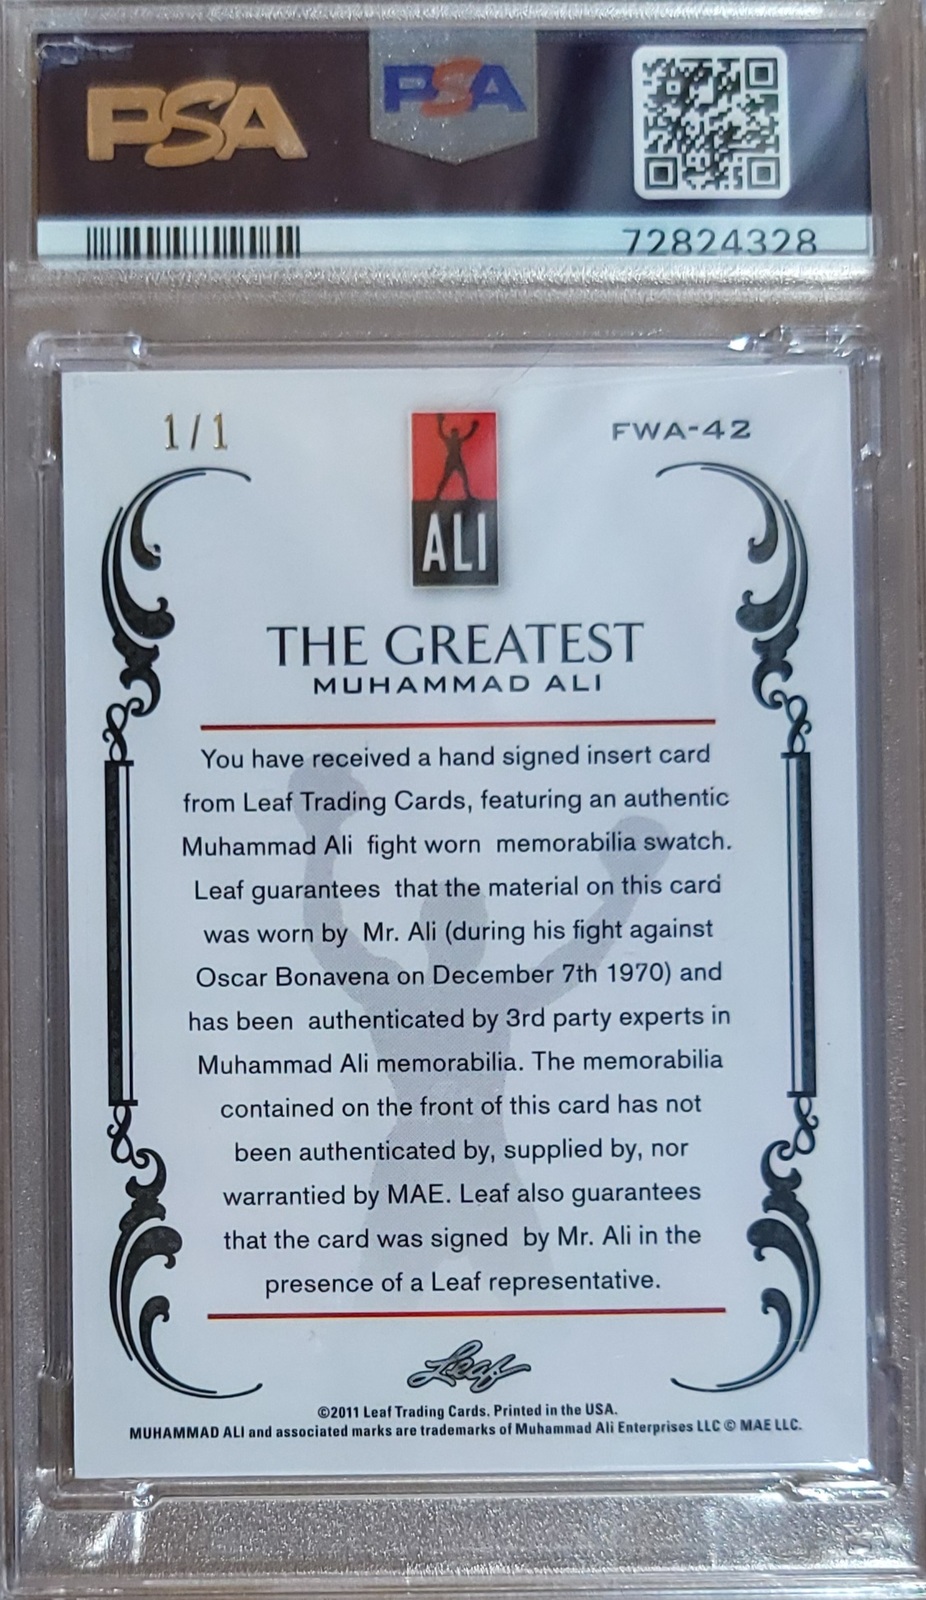 PSA
PSA
72824328
1/1
FWA-42
ALI
THE GREATEST
MUHAMMAD ALI
You have received a hand signed insert card
from Leaf Trading Cards, featuring an authentic
Muhammad Ali fight worn memorabilia swatch.
Leaf guarantees that the material on this card
was worn by Mr. Ali (during his fight against
Oscar Bonavena on December 7th 1970) and
has been authenticated by 3rd party experts in
Muhammad Ali memorabilia. The memorabilia
contained on the front of this card has not
been authenticated by, supplied by, nor
warrantied by MAE. Leaf also guarantees
that the card was signed by Mr. Ali in the
presence of a Leaf representative.
Leaf
©2011 Leaf Trading Cards. Printed in the USA.
MUHAMMAD ALI and associated marks are trademarks of Muhammad Ali Enterprises LLC © MAE LLC.